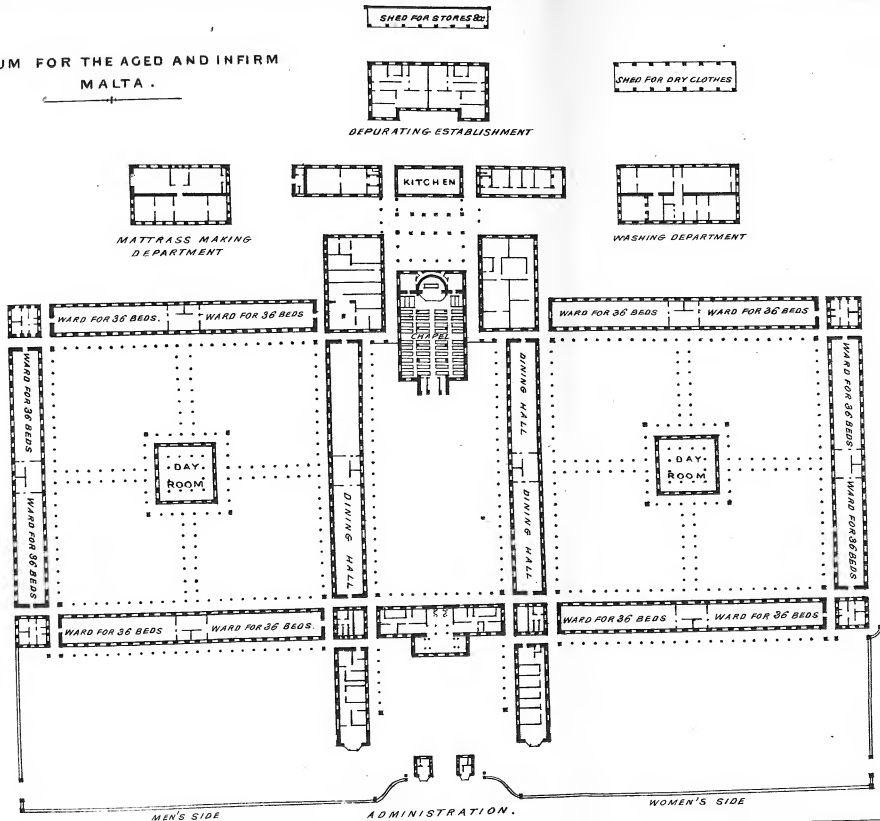 SHED FOR STORES &c
UM FOR THE AGED AND INFIRM
MALTA.
SHED FOR DRY CLOTHES
DEPURATING ESTABLISHMENT
KITCHEN
MATTRASS MAKING
DEPARTMENT
WASHING DEPARTMENT
WARD FOR 36 BEDS.
WARD FOR 36 BEDS
WARD FOR 36 BEDS
WARD FOR 36 BEDS
CHAPEL
WARD FOR 36 BEDS
WARD FOR 36 BEDS
DINING HALL
DINING HALL
DINING HALL
WARD FOR 36 BEDS
WARD FOR 36 BEDS
DAY
ROOM
DAY
ROOM
WARD FOR 36 BEDS
WARD FOR 36 BEDS.
WARD FOR 36 BEDS
WARD FOR 36 BEDS
MEN'S SIDE
ADMINISTRATION.
WOMEN'S SIDE